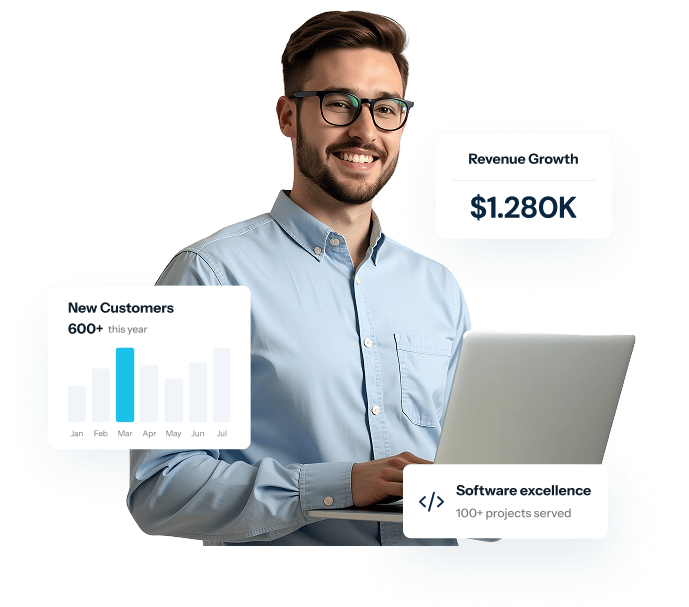 Revenue Growth
$1.280K
New Customers
600+ this year
Jan Feb Mar Apr May Jun Jul
</>
Software excellence
100+ projects served